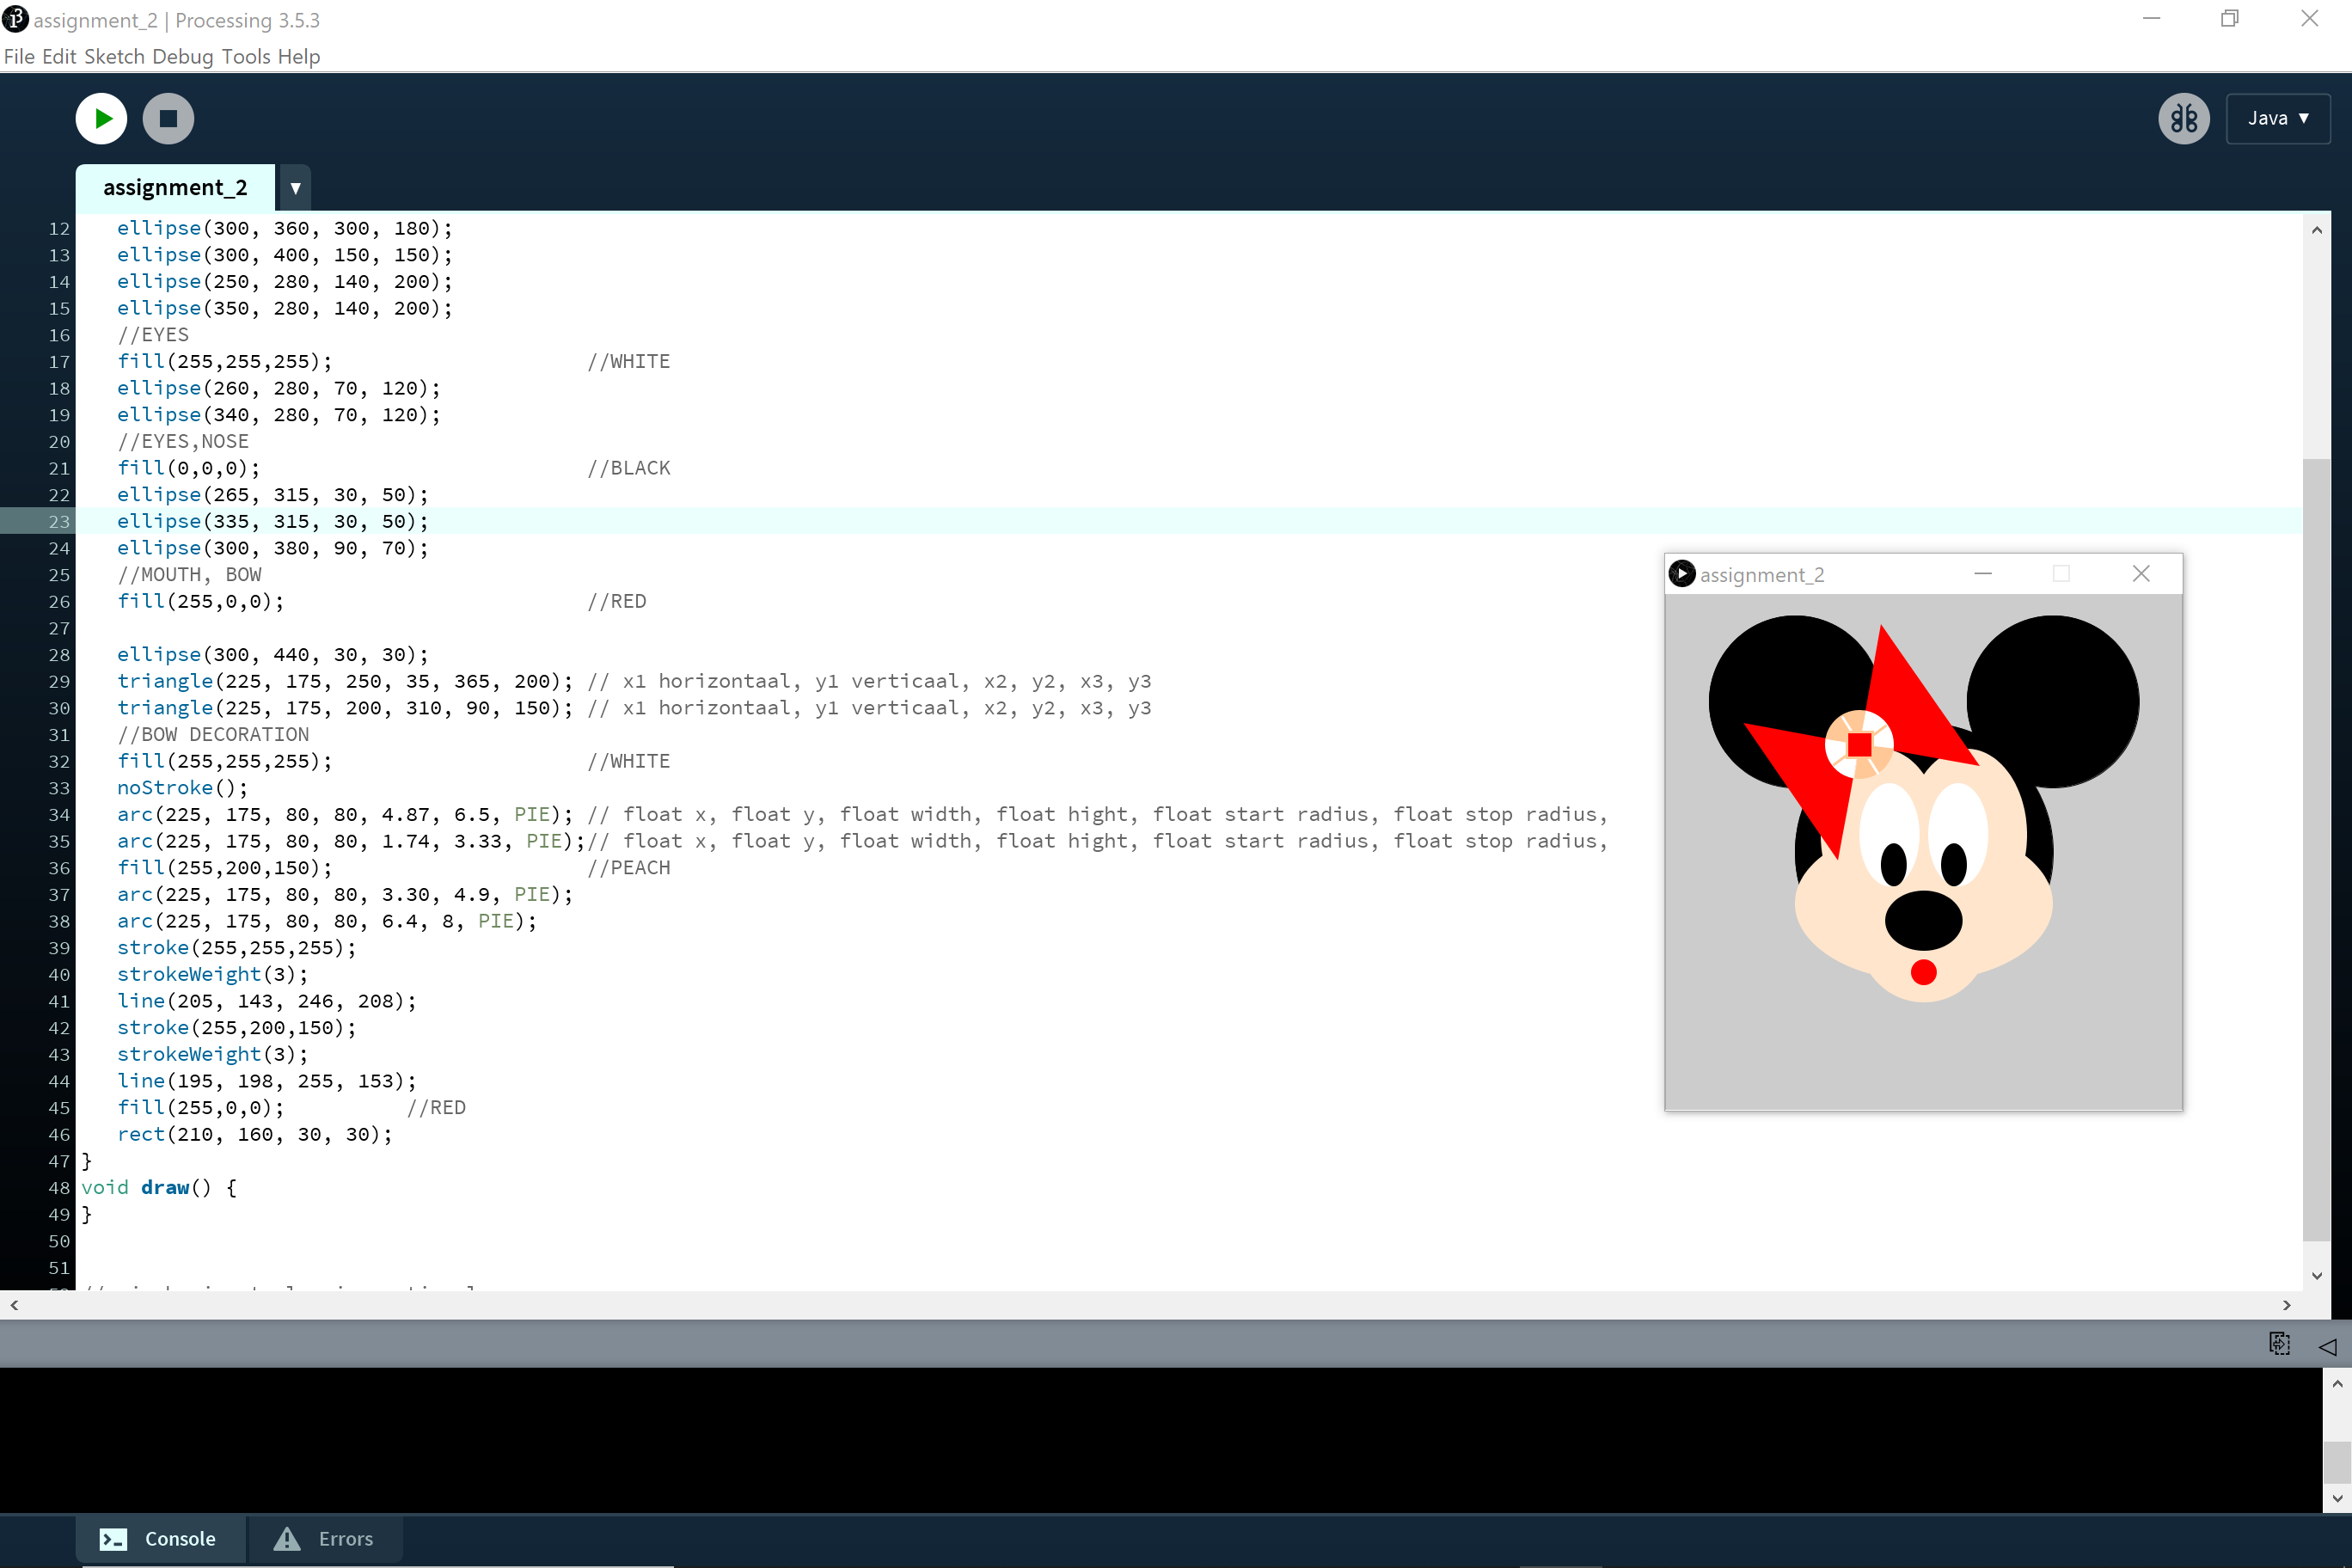 assignment_2 | Processing 3.5.3
File Edit Sketch Debug Tools Help
Java ▼
assignment_2 ▼
12 ellipse(300, 360, 300, 180);
13 ellipse(300, 400, 150, 150);
14 ellipse(250, 280, 140, 200);
15 ellipse(350, 280, 140, 200);
16 //EYES
17 fill(255,255,255); //WHITE
18 ellipse(260, 280, 70, 120);
19 ellipse(340, 280, 70, 120);
20 //EYES,NOSE
21 fill(0,0,0); //BLACK
22 ellipse(265, 315, 30, 50);
23 ellipse(335, 315, 30, 50);
24 ellipse(300, 380, 90, 70);
25 //MOUTH, BOW
26 fill(255,0,0); //RED
27
28 ellipse(300, 440, 30, 30);
29 triangle(225, 175, 250, 35, 365, 200); // x1 horizontaal, y1 verticaal, x2, y2, x3, y3
30 triangle(225, 175, 200, 310, 90, 150); // x1 horizontaal, y1 verticaal, x2, y2, x3, y3
31 //BOW DECORATION
32 fill(255,255,255); //WHITE
33 noStroke();
34 arc(225, 175, 80, 80, 4.87, 6.5, PIE); // float x, float y, float width, float hight, float start radius, float stop radius,
35 arc(225, 175, 80, 80, 1.74, 3.33, PIE);// float x, float y, float width, float hight, float start radius, float stop radius,
36 fill(255,200,150); //PEACH
37 arc(225, 175, 80, 80, 3.30, 4.9, PIE);
38 arc(225, 175, 80, 80, 6.4, 8, PIE);
39 stroke(255,255,255);
40 strokeWeight(3);
41 line(205, 143, 246, 208);
42 stroke(255,200,150);
43 strokeWeight(3);
44 line(195, 198, 255, 153);
45 fill(255,0,0); //RED
46 rect(210, 160, 30, 30);
47 }
48 void draw() {
49 }
50
51
assignment_2
Console
Errors